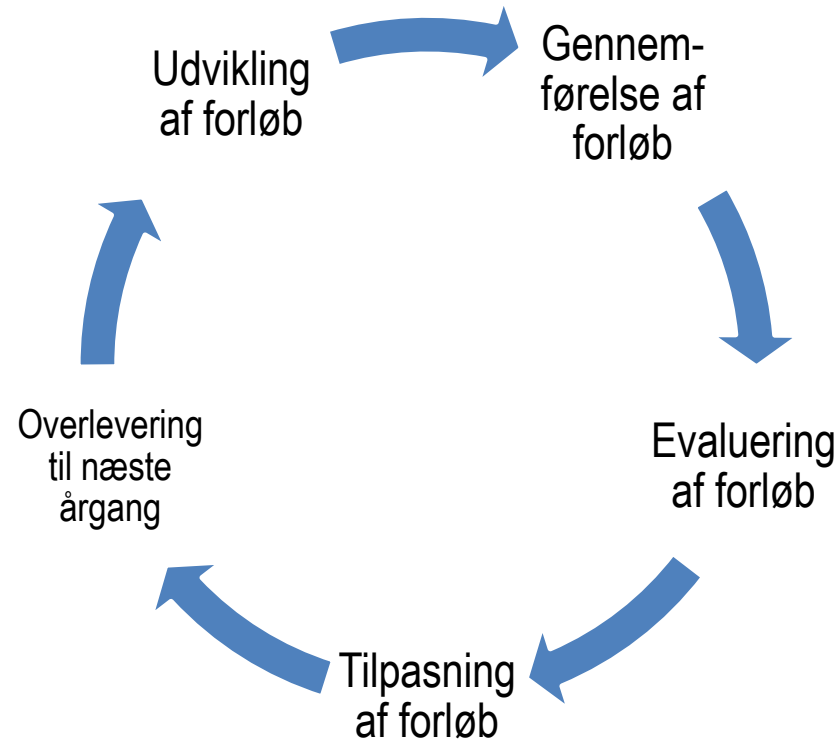 Udvikling
af forløb
Gennem-
førelse af
forløb
Evaluering
af forløb
Tilpasning
af forløb
Overlevering
til næste
årgang